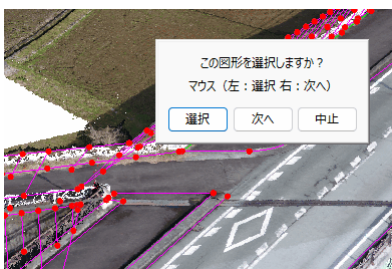 この図形を選択しますか？
マウス（左：選択 右：次へ）
選択 次へ 中止